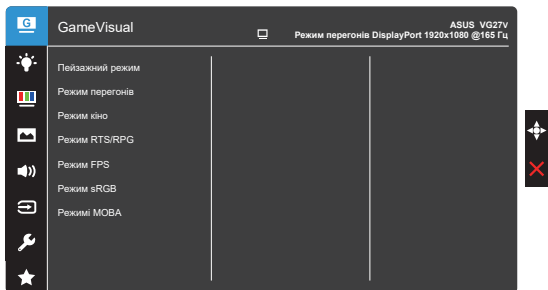 G
GameVisual
ASUS VG27V
Режим перегонів DisplayPort 1920x1080 @165 Гц
Пейзажний режим
Режим перегонів
Режим кіно
Режим RTS/RPG
Режим FPS
Режим sRGB
Режимі MOBA